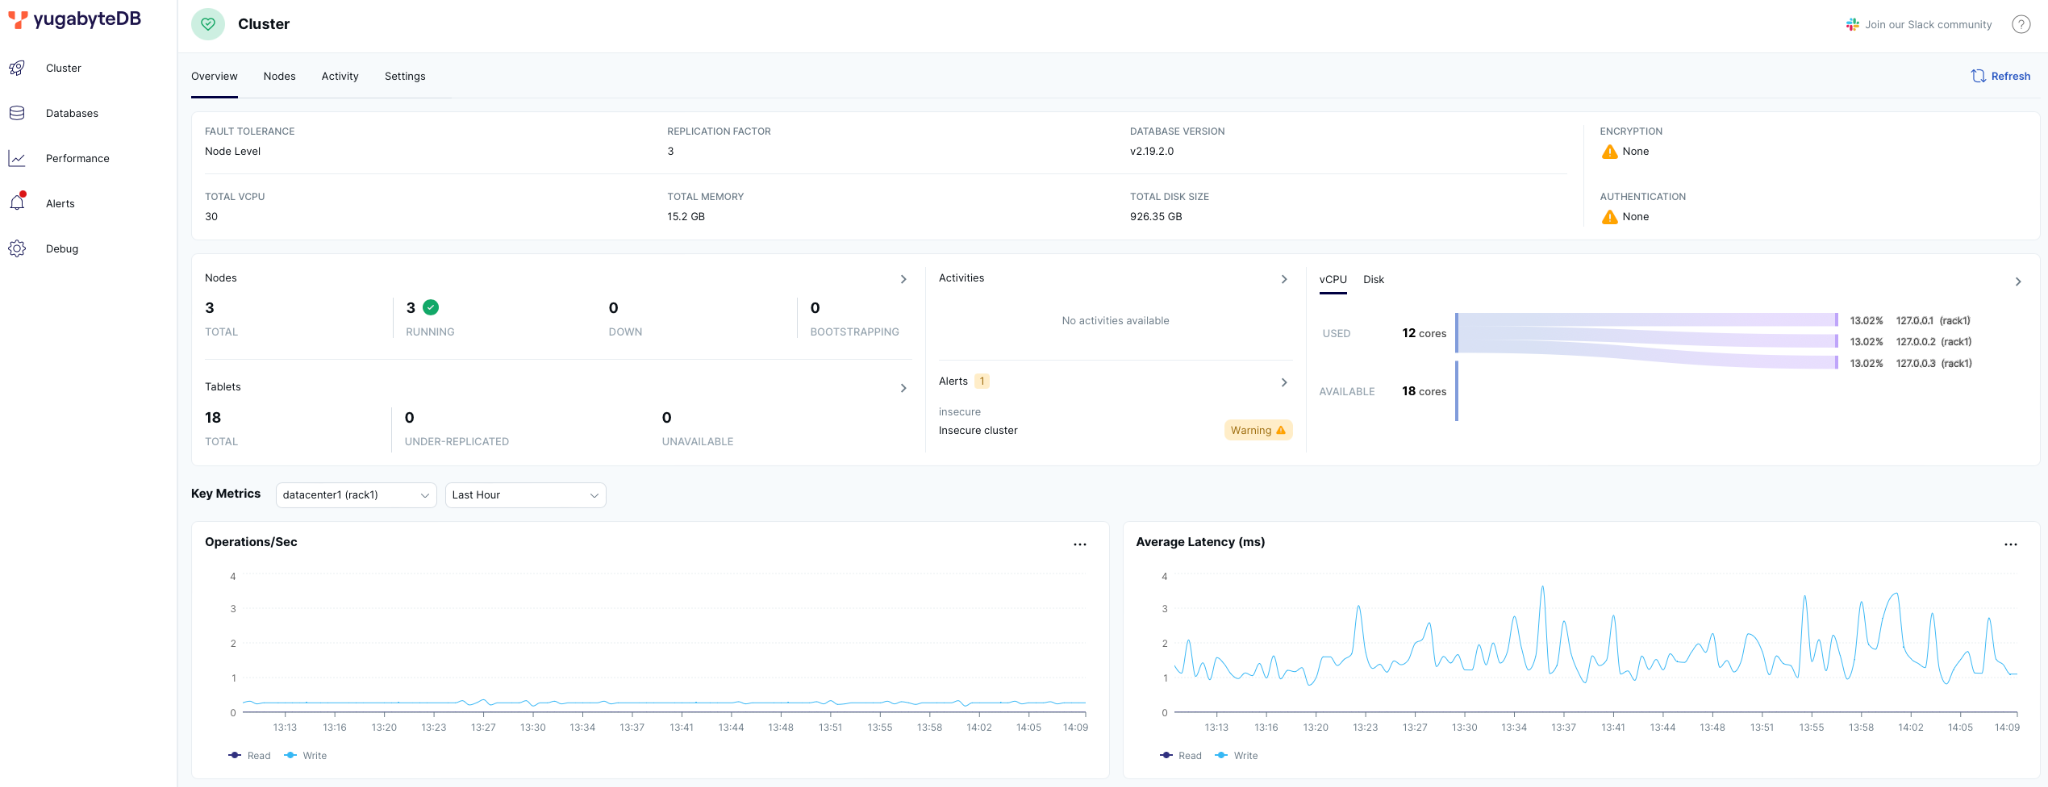 yugabyteDB
Cluster
Databases
Performance
Alerts
Debug
Cluster
Join our Slack community
?
Overview Nodes Activity Settings
Refresh
FAULT TOLERANCE
Node Level
REPLICATION FACTOR
3
DATABASE VERSION
v2.19.2.0
ENCRYPTION
None
TOTAL VCPU
30
TOTAL MEMORY
15.2 GB
TOTAL DISK SIZE
926.35 GB
AUTHENTICATION
None
Nodes
3
TOTAL
3
RUNNING
0
DOWN
0
BOOTSTRAPPING
Tablets
18
TOTAL
0
UNDER-REPLICATED
0
UNAVAILABLE
Activities
No activities available
Alerts 1
insecure
Insecure cluster
Warning
vCPU Disk
USED 12 cores
AVAILABLE 18 cores
13.02% 127.0.0.1 (rack1)
13.02% 127.0.0.2 (rack1)
13.02% 127.0.0.3 (rack1)
Key Metrics datacenter1 (rack1) Last Hour
Operations/Sec
4
3
2
1
0
13:13 13:16 13:20 13:23 13:27 13:30 13:34 13:37 13:41 13:44 13:48 13:51 13:55 13:58 14:02 14:05 14:09
Read Write
Average Latency (ms)
4
3
2
1
0
13:13 13:16 13:20 13:23 13:27 13:30 13:34 13:37 13:41 13:44 13:48 13:51 13:55 13:58 14:02 14:05 14:09
Read Write